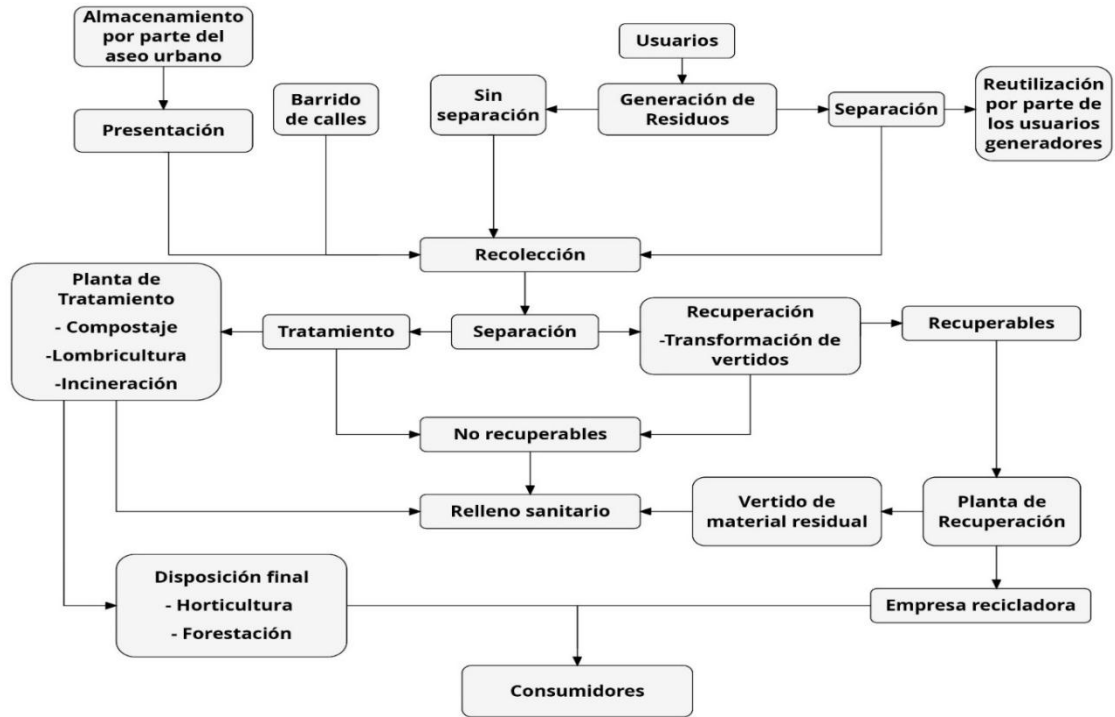 Almacenamiento
por parte del
aseo urbano
Usuarios
Presentación
Barrido
de calles
Sin
separación
Generación de
Residuos
Separación
Reutilización
por parte de
los usuarios
generadores
Recolección
Planta de
Tratamiento
- Compostaje
-Lombricultura
-Incineración
Tratamiento
Separación
Recuperación
-Transformación de
vertidos
Recuperables
No recuperables
Relleno sanitario
Vertido de
material residual
Planta de
Recuperación
Disposición final
- Horticultura
- Forestación
Empresa recicladora
Consumidores